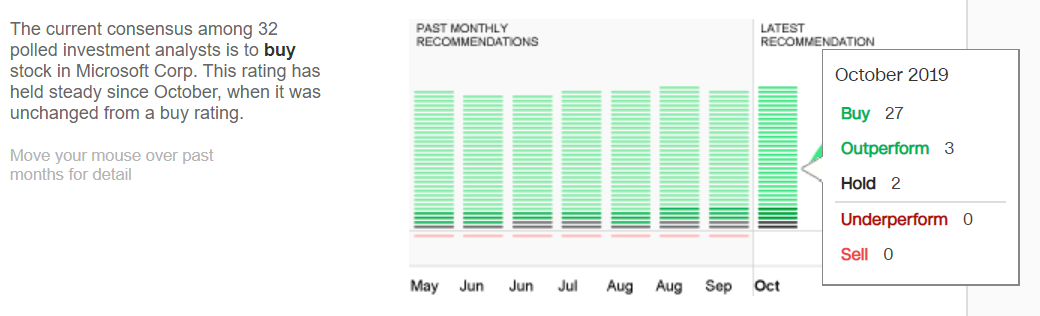 The current consensus among 32
polled investment analysts is to buy
stock in Microsoft Corp. This rating has
held steady since October, when it was
unchanged from a buy rating.
Move your mouse over past
months for detail
PAST MONTHLY
RECOMMENDATIONS
LATEST
RECOMMENDATION
October 2019
Buy 27
Outperform 3
Hold 2
Underperform 0
Sell 0
May Jun Jun Jul Aug Aug Sep Oct